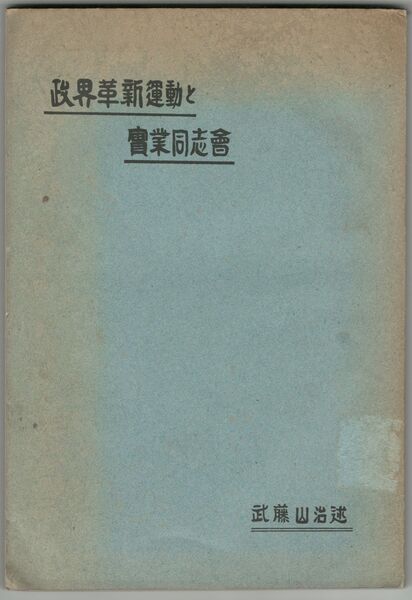 政界革新運動と
實業同志會
武藤山治述